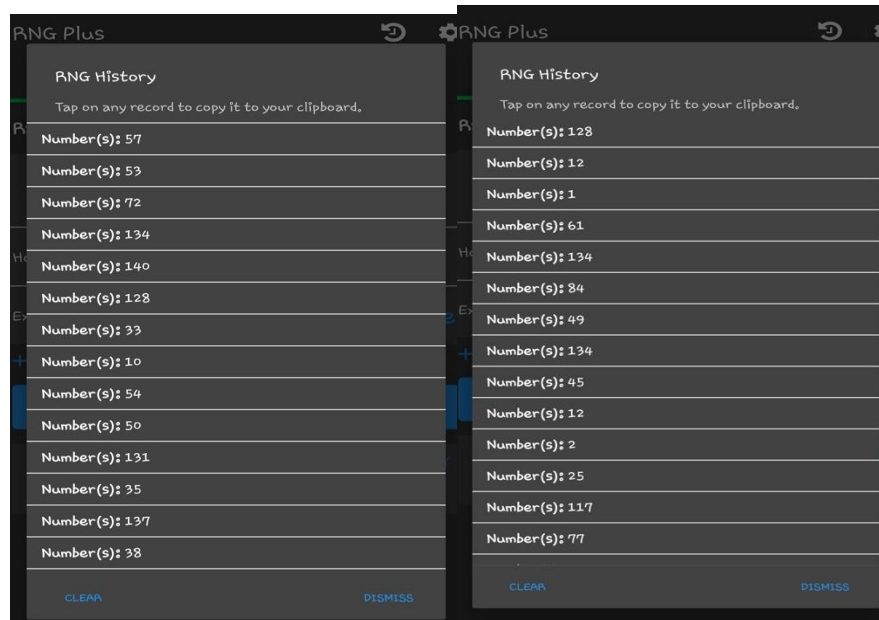 RNG Plus
RNG History
Tap on any record to copy it to your clipboard.
Number(s): 57
Number(s): 53
Number(s): 72
Number(s): 134
Number(s): 140
Number(s): 128
Number(s): 33
Number(s): 10
Number(s): 54
Number(s): 50
Number(s): 131
Number(s): 35
Number(s): 137
Number(s): 38
CLEAR
DISMISS
RNG Plus
RNG History
Tap on any record to copy it to your clipboard.
Number(s): 128
Number(s): 12
Number(s): 1
Number(s): 61
Number(s): 134
Number(s): 84
Number(s): 49
Number(s): 134
Number(s): 45
Number(s): 12
Number(s): 2
Number(s): 25
Number(s): 117
Number(s): 77
CLEAR
DISMISS